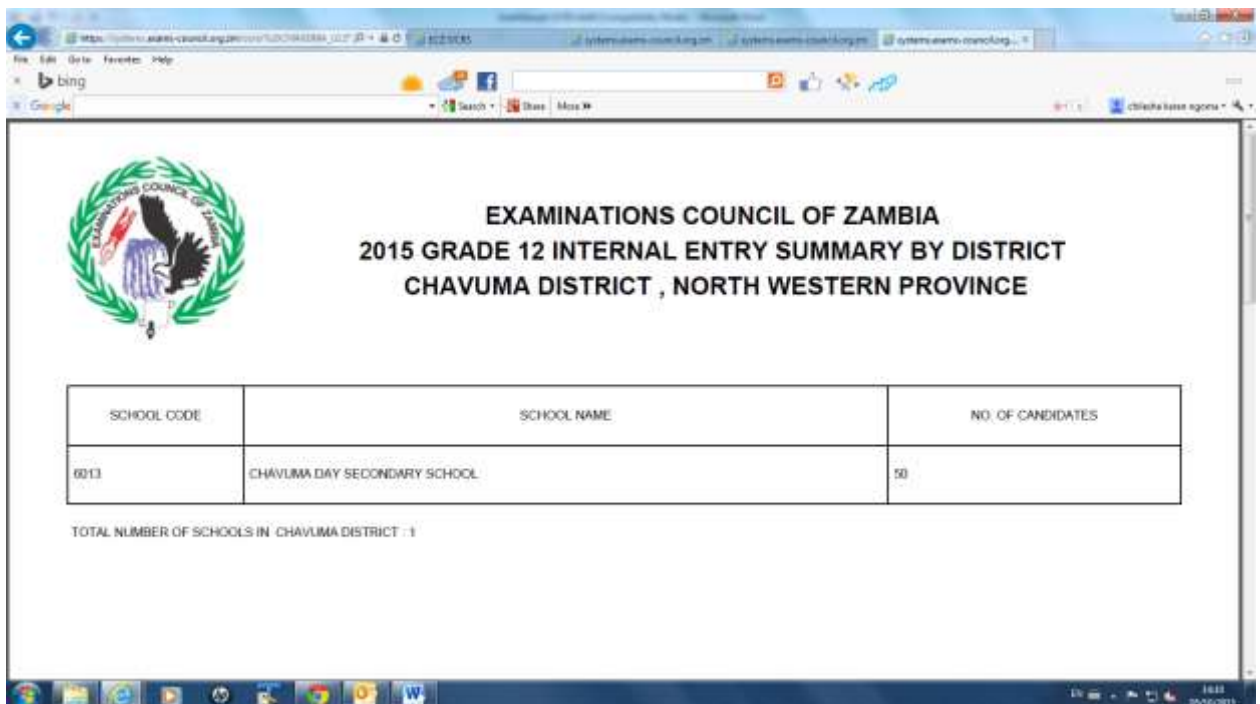 File Edit Go to Favorites Help
bing
Google
Search
Share
More
EXAMINATIONS COUNCIL OF ZAMBIA
EXAMINATIONS COUNCIL OF ZAMBIA
2015 GRADE 12 INTERNAL ENTRY SUMMARY BY DISTRICT
CHAVUMA DISTRICT , NORTH WESTERN PROVINCE
SCHOOL CODE
SCHOOL NAME
NO. OF CANDIDATES
6013
CHAVUMA DAY SECONDARY SCHOOL
50
TOTAL NUMBER OF SCHOOLS IN CHAVUMA DISTRICT : 1
EN